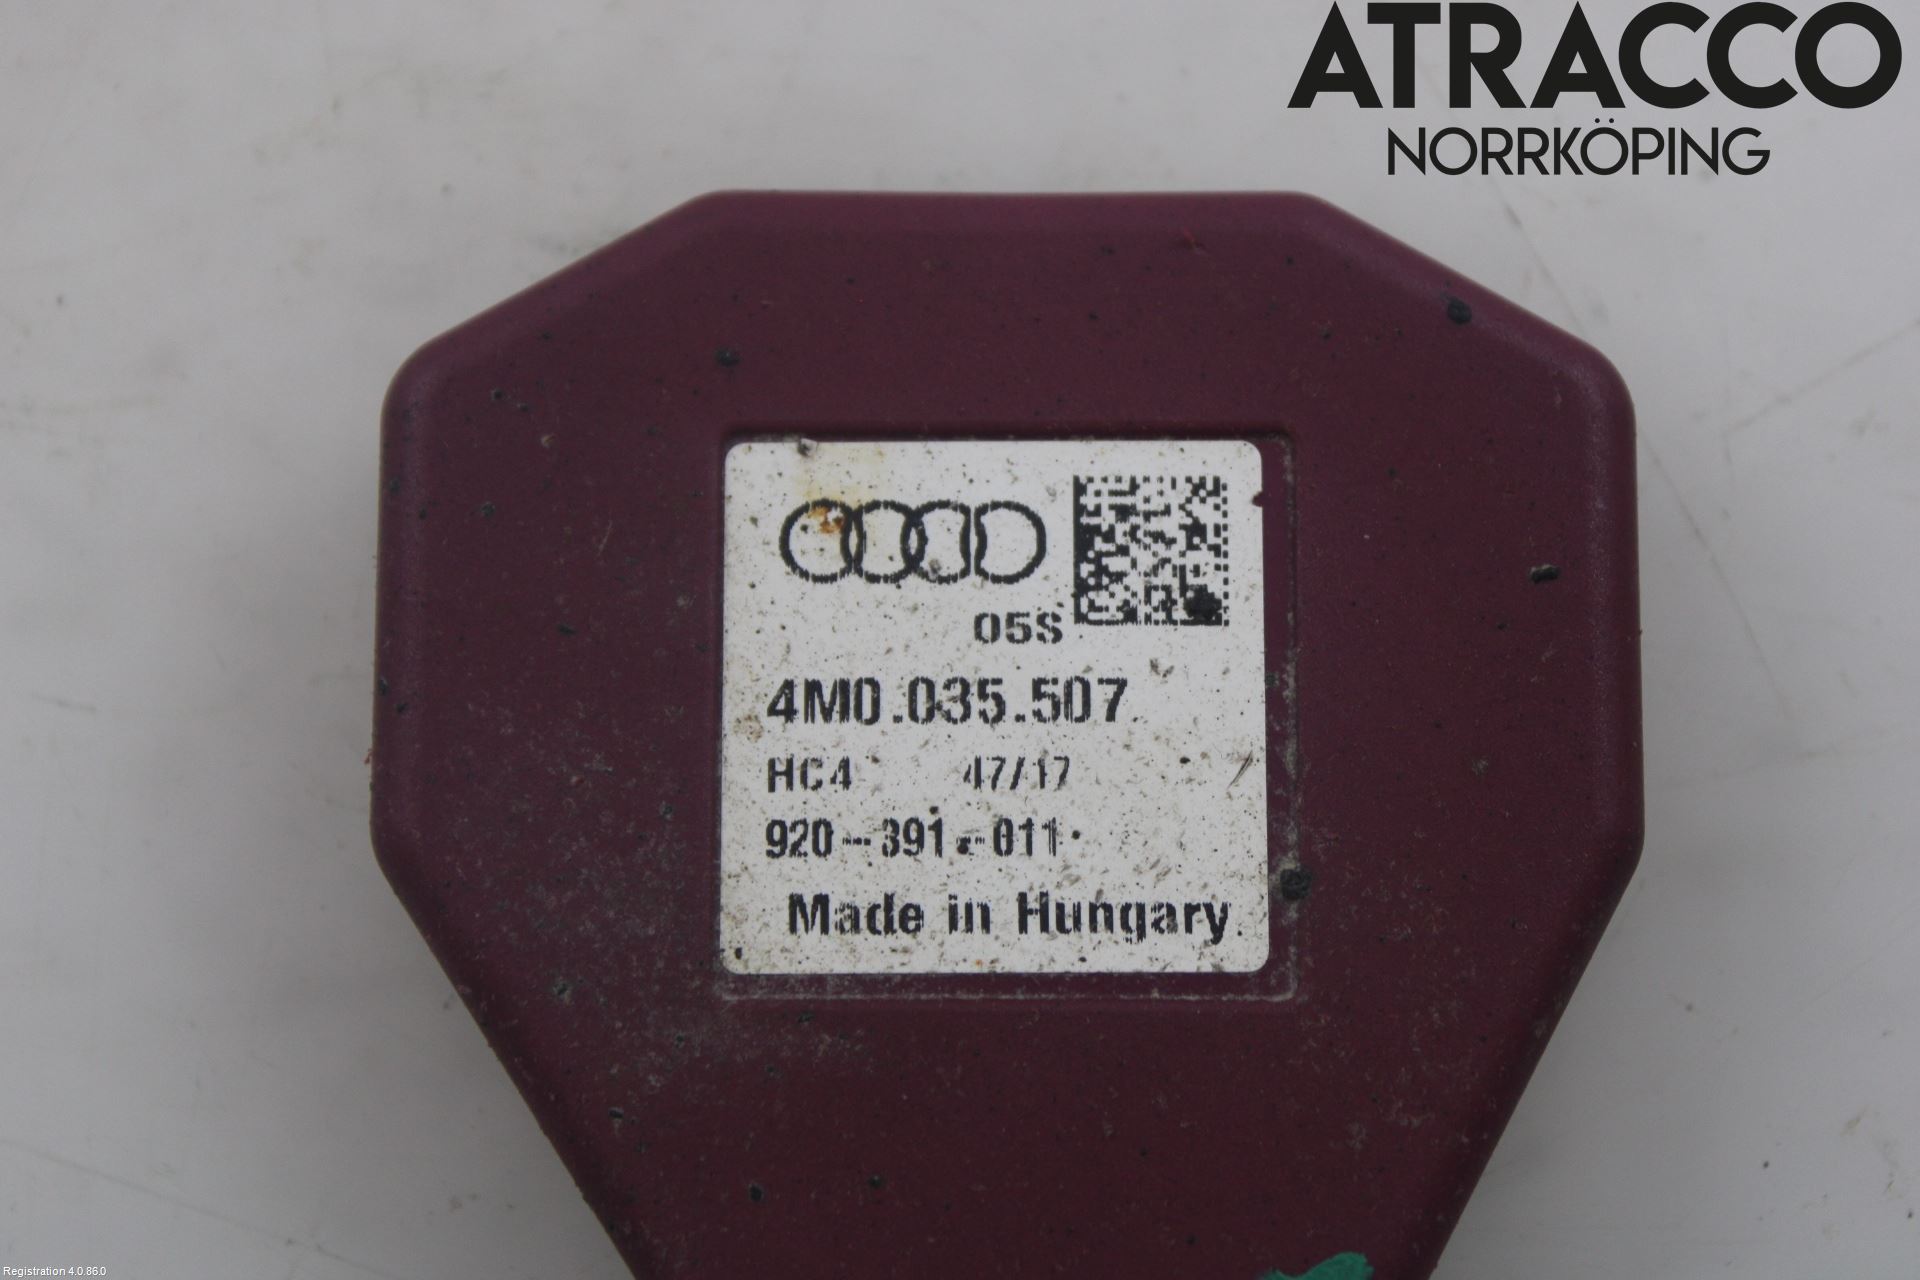 ATRACCO
NORRKÖPING
05S
4M0.035.507
HC4 47/17
920-391-011
Made in Hungary
Registration 4.0.86.0